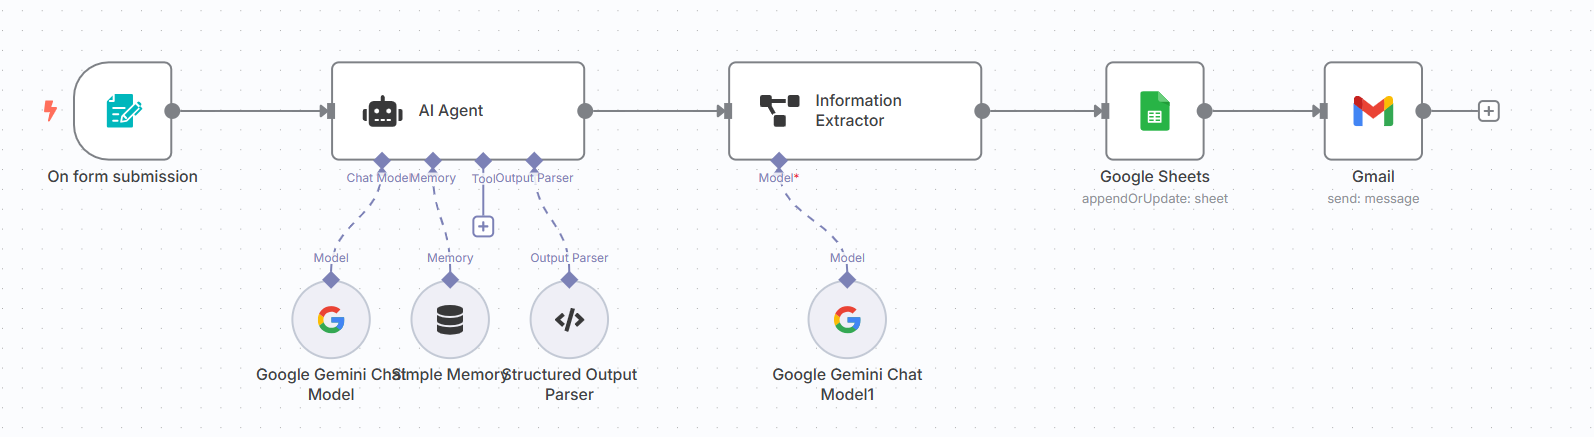 On form submission
AI Agent
Chat Model
Memory
Tool
Output Parser
Model
Memory
Output Parser
Google Gemini Chat
Model
Simple Memory
Structured Output
Parser
Information
Extractor
Model*
Model
Google Gemini Chat
Model1
Google Sheets
appendOrUpdate: sheet
Gmail
send: message